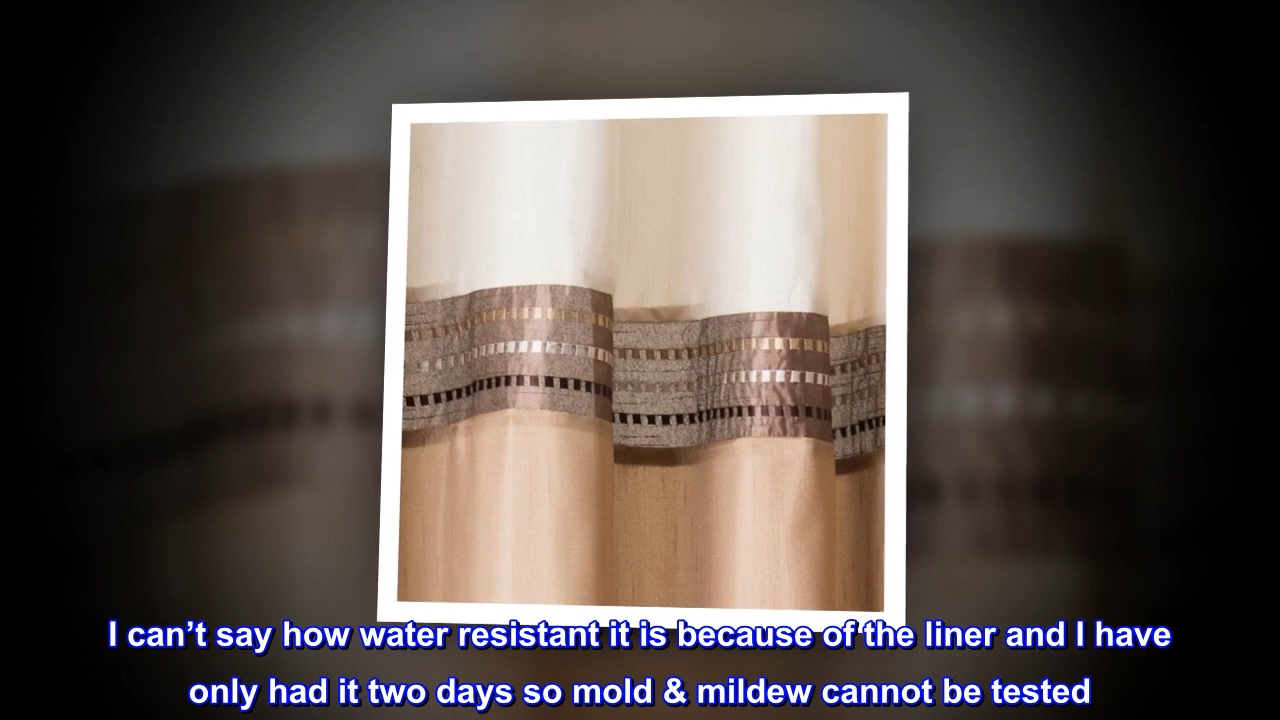 I can’t say how water resistant it is because of the liner and I have
only had it two days so mold & mildew cannot be tested